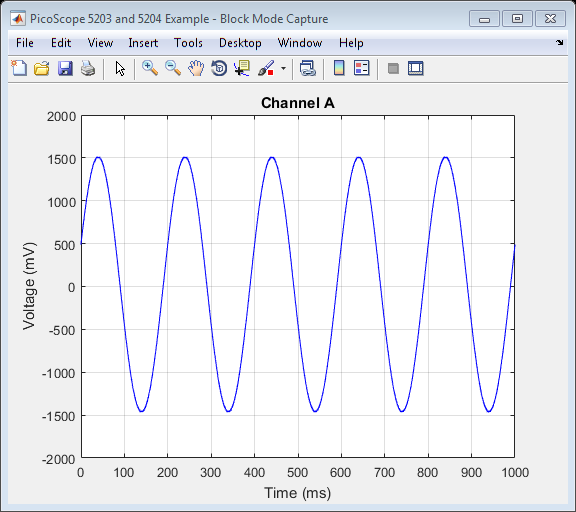 PicoScope 5203 and 5204 Example - Block Mode Capture
File Edit View Insert Tools Desktop Window Help
Channel A
2000
1500
1000
500
0
-500
-1000
-1500
-2000
Voltage (mV)
0 100 200 300 400 500 600 700 800 900 1000
Time (ms)